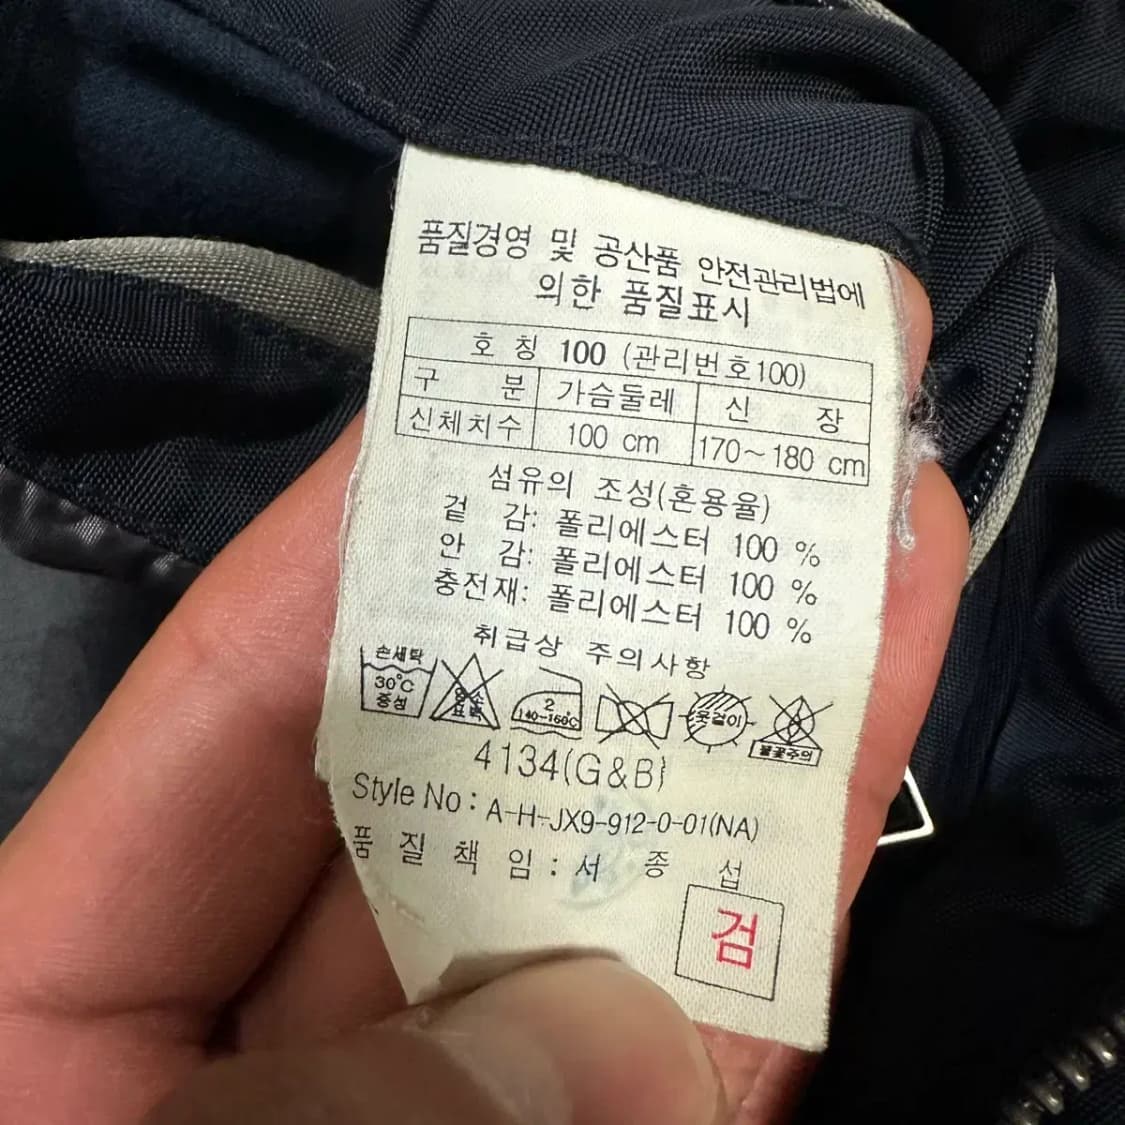 품질경영 및 공산품 안전관리법에
의한 품질표시
호 칭 100 (관리번호100)
구 분 가슴둘레 신 장
신체치수 100 cm 170~180 cm
섬유의 조성(혼용율)
겉 감: 폴리에스터 100 %
안 감: 폴리에스터 100 %
충전재: 폴리에스터 100 %
취급상 주의사항
손세탁
30°C
중성
염소
표백
2
140~160°C
옷걸이
불꽃주의
4134(G&B)
Style No : A-H-JX9-912-0-01(NA)
품 질 책 임 : 서 종 섭
검